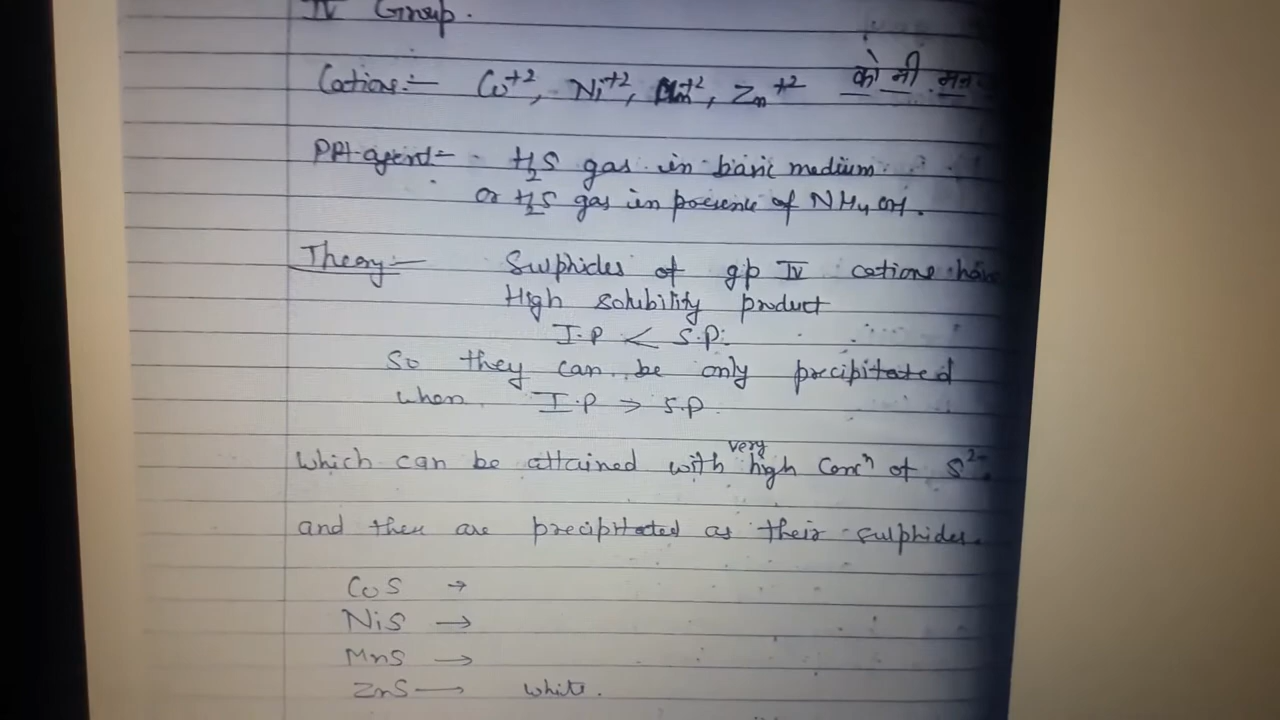 IV Group.
Cations:- Co+2, Ni+2, Mn+2, Zn+2 को नी मन
PPt agent:- H2S gas in basic medium.
or H2S gas in presence of NH4OH.
Theory:- Sulphides of gp IV cations have
High solubility product
I.P < S.P.
So they can be only precipitated
when I.P > S.P.
which can be attained with very high Concn of S2-
and they are precipitated as their sulphides.
CoS →
NiS →
MnS →
ZnS → white.